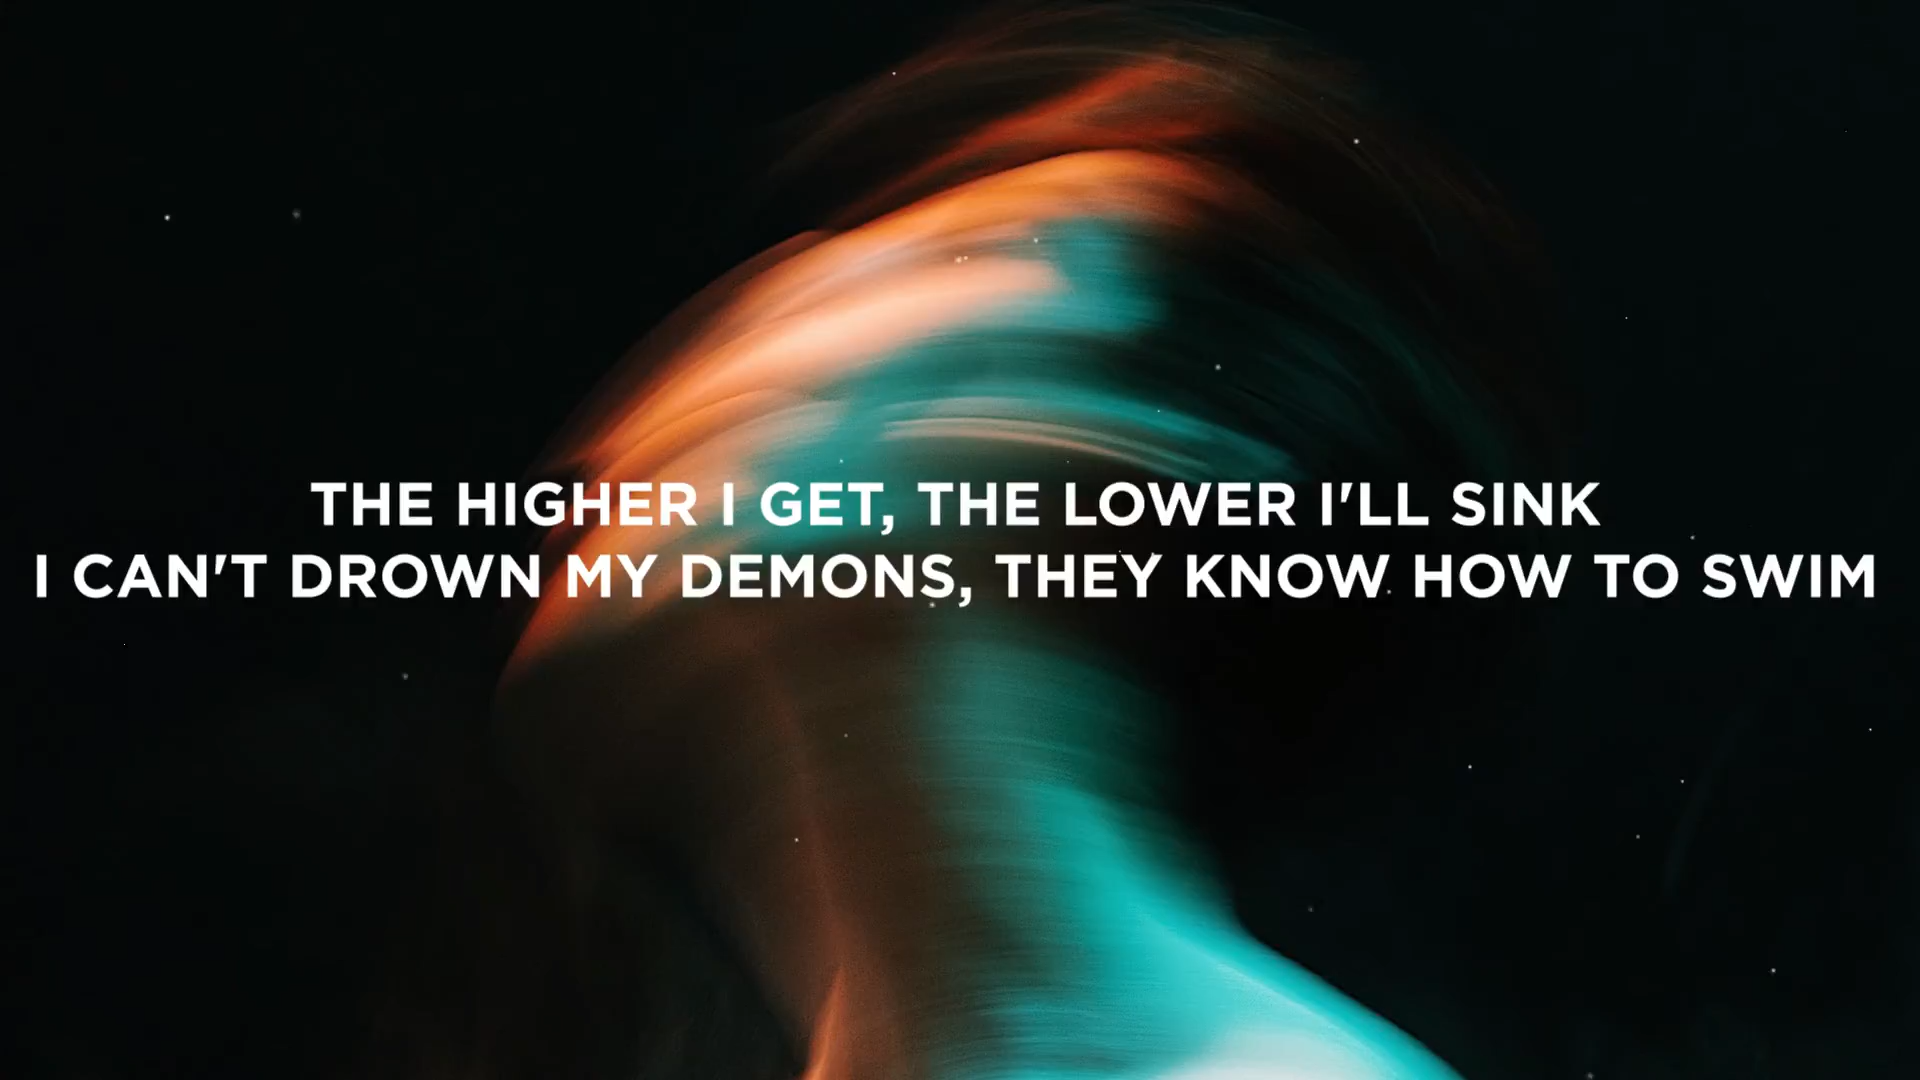 THE HIGHER I GET, THE LOWER I'LL SINK
I CAN'T DROWN MY DEMONS, THEY KNOW HOW TO SWIM